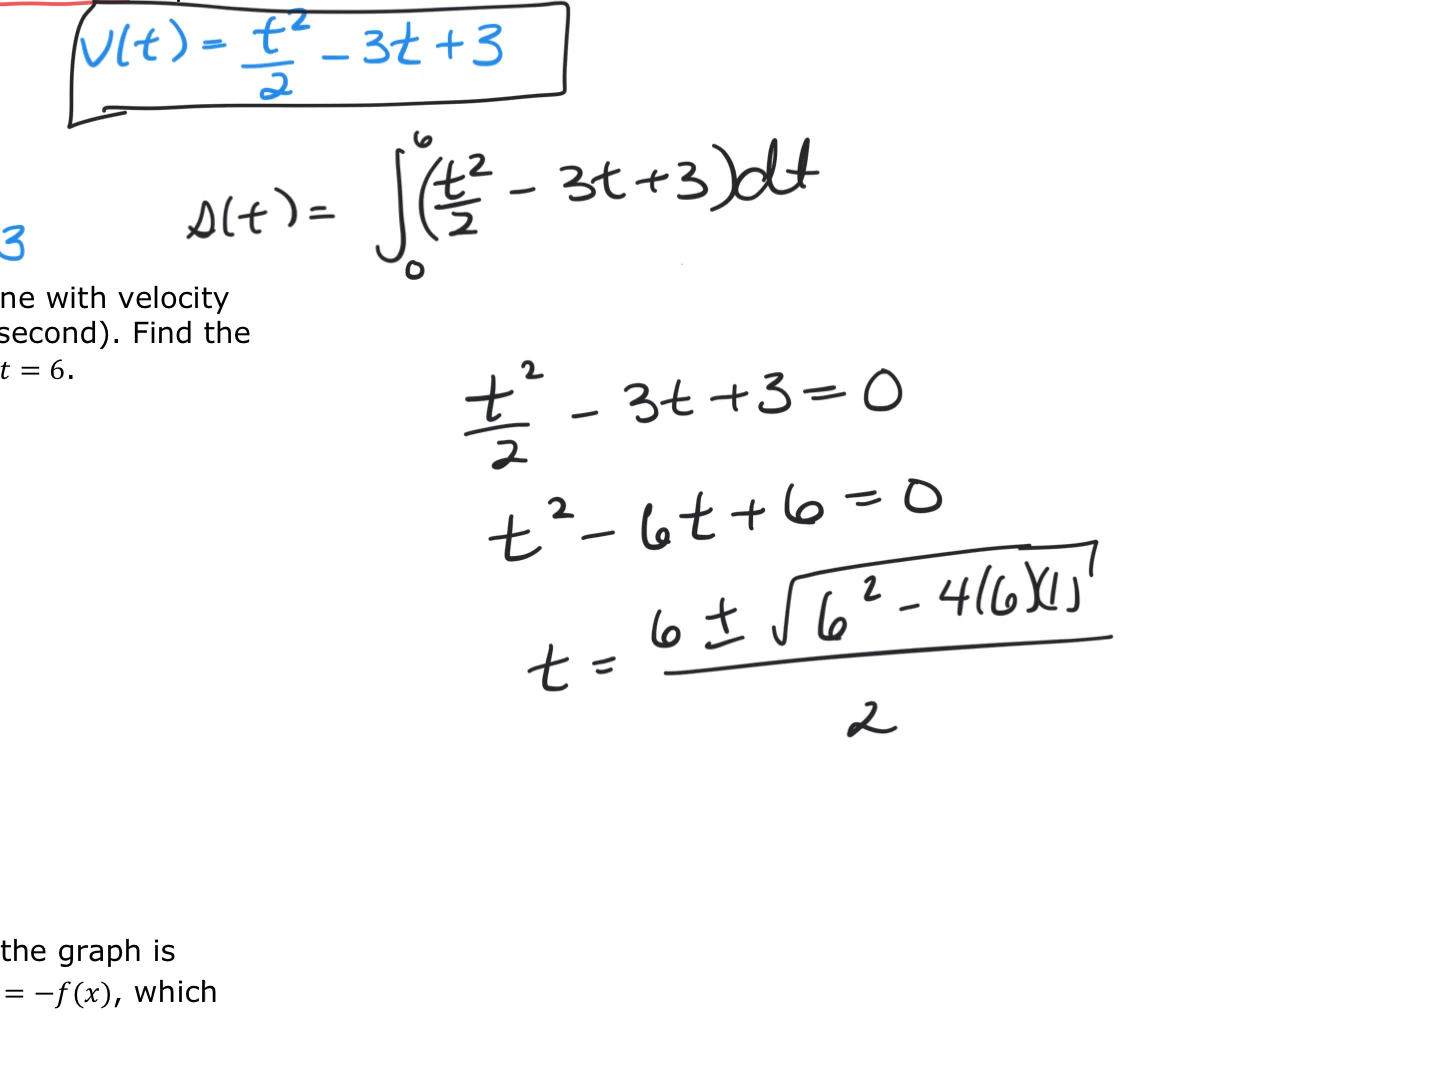 v(t) = t²/2 - 3t + 3
s(t) = ∫₀⁶ (t²/2 - 3t + 3) dt
3
ne with velocity
second). Find the
t = 6.
t²/2 - 3t + 3 = 0
t² - 6t + 6 = 0
t = (6 ± √(6² - 4(6)(1)))/2
the graph is
= −f(x), which